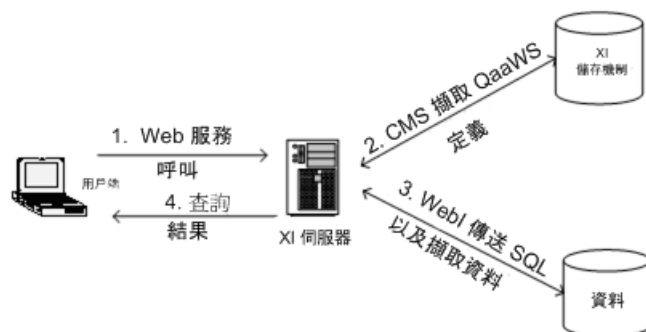 XI
儲存機制
2. CMS 擷取 QaaWS
定義
1. Web 服務
呼叫
用戶端
4. 查詢
結果
XI 伺服器
3. WebI 傳送 SQL
以及擷取資料
資料